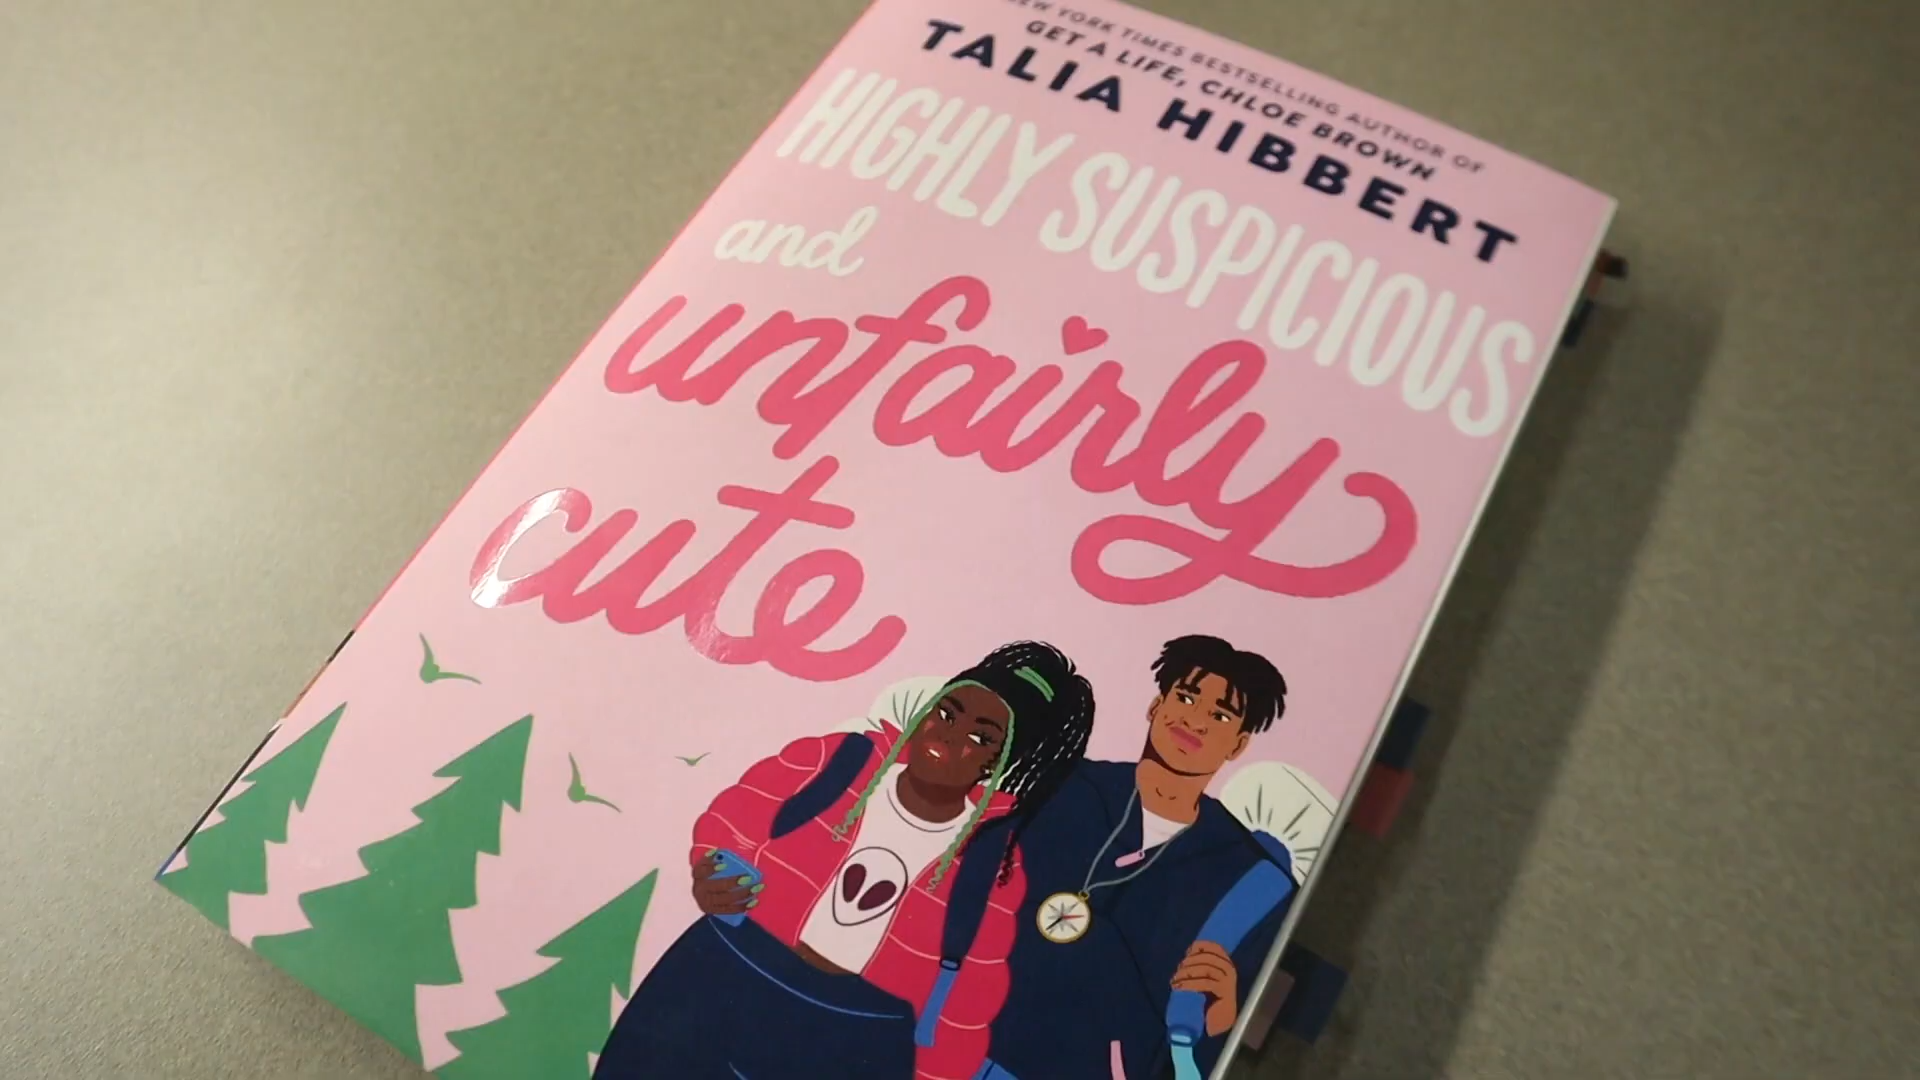 NEW YORK TIMES BESTSELLING AUTHOR OF
GET A LIFE, CHLOE BROWN
TALIA HIBBERT
HIGHLY SUSPICIOUS
and
unfairly
cute